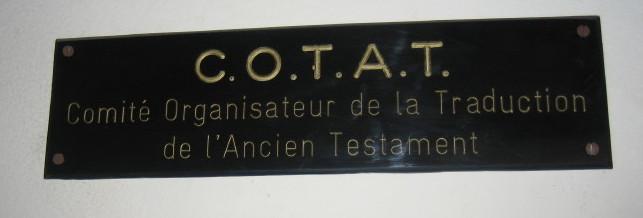 C.O.T.A.T.
Comité Organisateur de la Traduction
de l'Ancien Testament